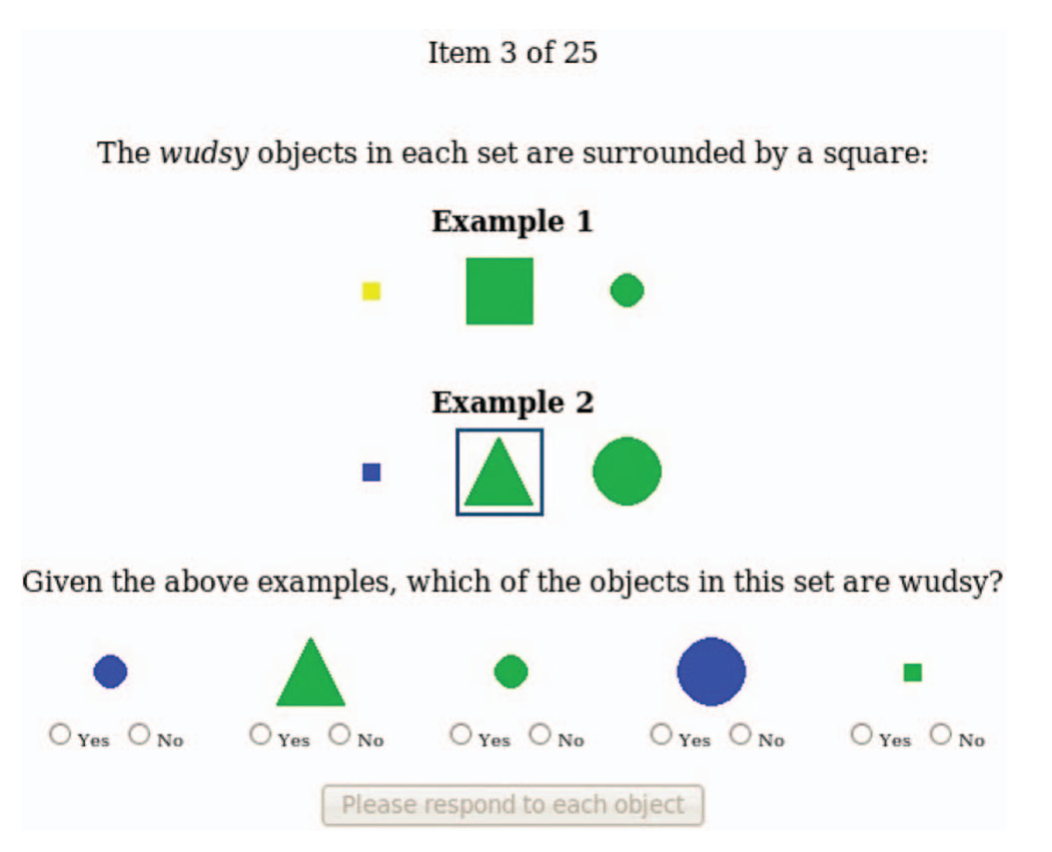 Item 3 of 25
The wudsy objects in each set are surrounded by a square:
Example 1
Example 2
Given the above examples, which of the objects in this set are wudsy?
Yes No Yes No Yes No Yes No Yes No
Please respond to each object